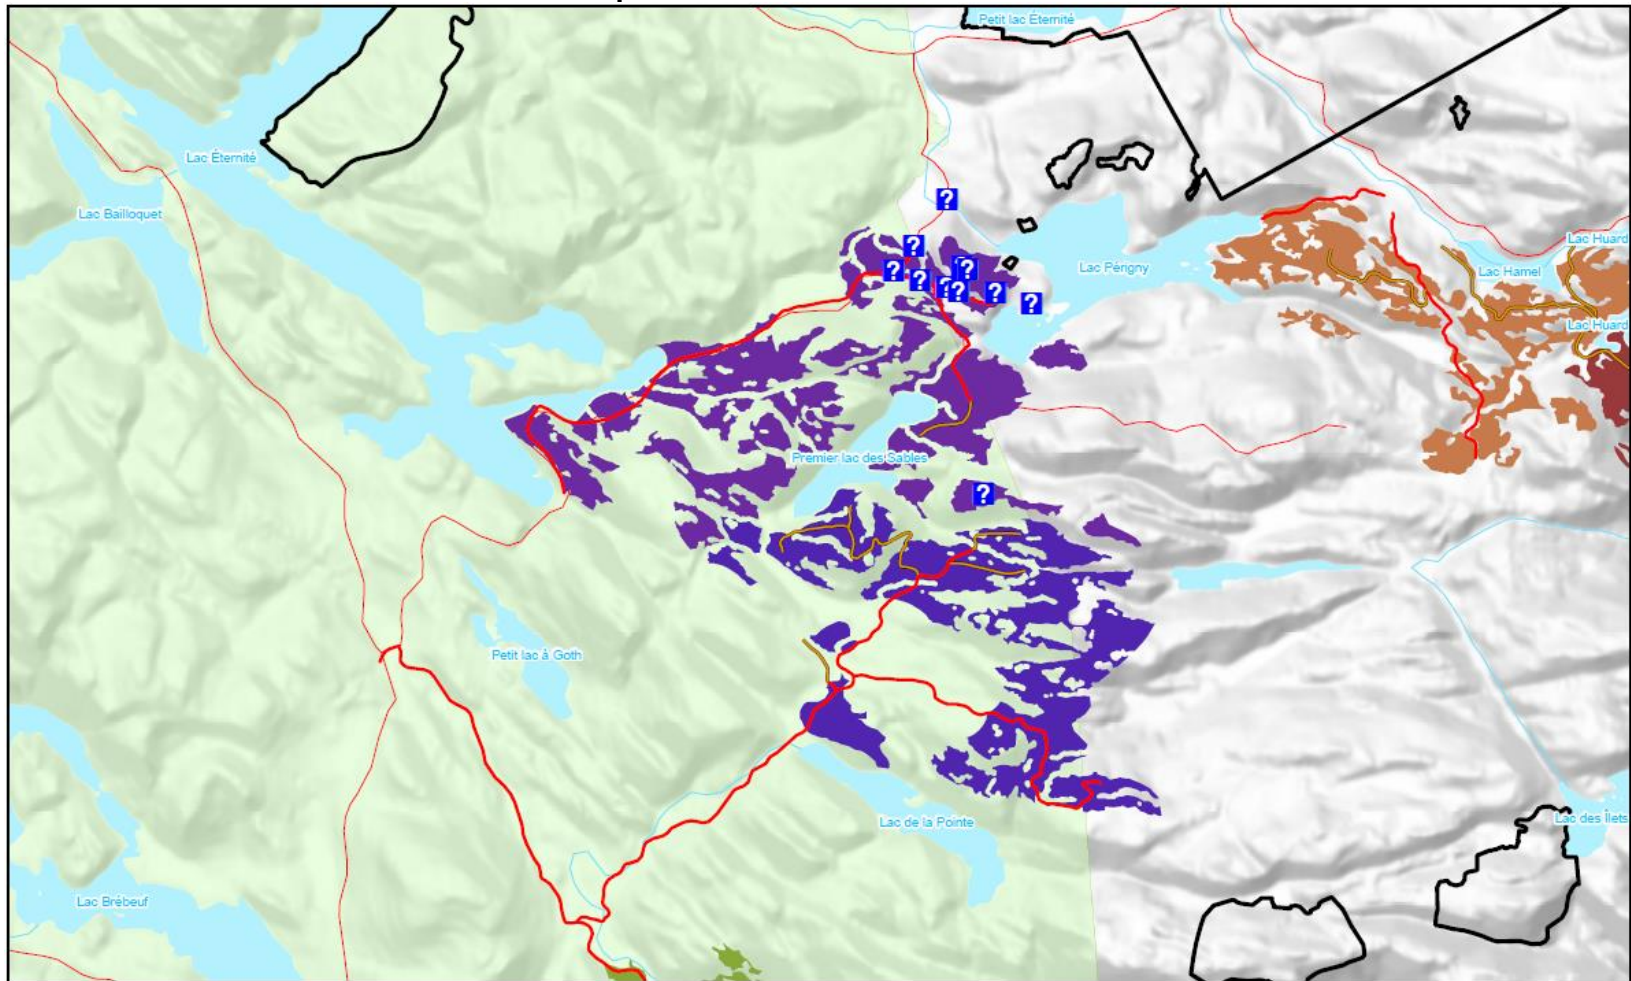 Petit lac Éternité
Lac Éternité
Lac Bailloquet
Lac Huard
Lac Périgny
Lac Hamel
Lac Huard
Premier lac des Sables
Petit lac à Goth
Lac de la Pointe
Lac des Îlets
Lac Brébeuf
?
?
?
?
?
?
?
?
?
?